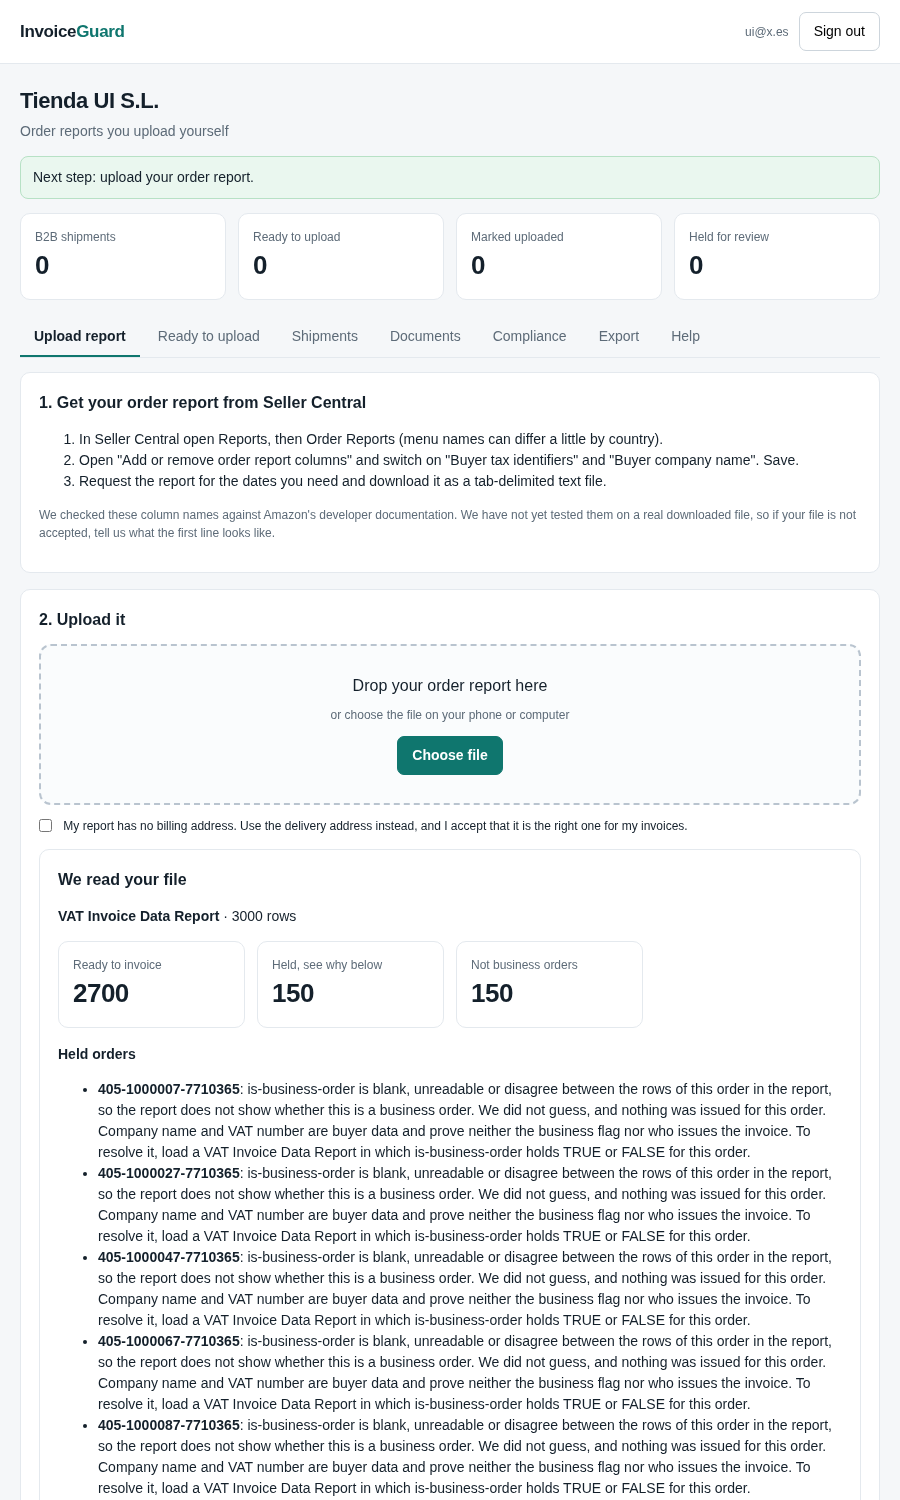 InvoiceGuard
ui@x.es
Sign out
Tienda UI S.L.
Order reports you upload yourself
Next step: upload your order report.
B2B shipments
0
Ready to upload
0
Marked uploaded
0
Held for review
0
Upload report
Ready to upload
Shipments
Documents
Compliance
Export
Help
1. Get your order report from Seller Central
1. In Seller Central open Reports, then Order Reports (menu names can differ a little by country).
2. Open "Add or remove order report columns" and switch on "Buyer tax identifiers" and "Buyer company name". Save.
3. Request the report for the dates you need and download it as a tab-delimited text file.
We checked these column names against Amazon's developer documentation. We have not yet tested them on a real downloaded file, so if your file is not
accepted, tell us what the first line looks like.
2. Upload it
Drop your order report here
or choose the file on your phone or computer
Choose file
My report has no billing address. Use the delivery address instead, and I accept that it is the right one for my invoices.
We read your file
VAT Invoice Data Report · 3000 rows
Ready to invoice
2700
Held, see why below
150
Not business orders
150
Held orders
• 405-1000007-7710365: is-business-order is blank, unreadable or disagree between the rows of this order in the report,
so the report does not show whether this is a business order. We did not guess, and nothing was issued for this order.
Company name and VAT number are buyer data and prove neither the business flag nor who issues the invoice. To
resolve it, load a VAT Invoice Data Report in which is-business-order holds TRUE or FALSE for this order.
• 405-1000027-7710365: is-business-order is blank, unreadable or disagree between the rows of this order in the report,
so the report does not show whether this is a business order. We did not guess, and nothing was issued for this order.
Company name and VAT number are buyer data and prove neither the business flag nor who issues the invoice. To
resolve it, load a VAT Invoice Data Report in which is-business-order holds TRUE or FALSE for this order.
• 405-1000047-7710365: is-business-order is blank, unreadable or disagree between the rows of this order in the report,
so the report does not show whether this is a business order. We did not guess, and nothing was issued for this order.
Company name and VAT number are buyer data and prove neither the business flag nor who issues the invoice. To
resolve it, load a VAT Invoice Data Report in which is-business-order holds TRUE or FALSE for this order.
• 405-1000067-7710365: is-business-order is blank, unreadable or disagree between the rows of this order in the report,
so the report does not show whether this is a business order. We did not guess, and nothing was issued for this order.
Company name and VAT number are buyer data and prove neither the business flag nor who issues the invoice. To
resolve it, load a VAT Invoice Data Report in which is-business-order holds TRUE or FALSE for this order.
• 405-1000087-7710365: is-business-order is blank, unreadable or disagree between the rows of this order in the report,
so the report does not show whether this is a business order. We did not guess, and nothing was issued for this order.
Company name and VAT number are buyer data and prove neither the business flag nor who issues the invoice. To
resolve it, load a VAT Invoice Data Report in which is-business-order holds TRUE or FALSE for this order.